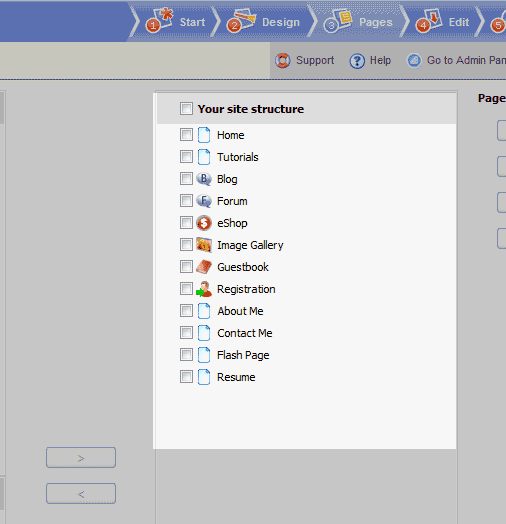 1 Start 2 Design 3 Pages 4 Edit 5
Support Help Go to Admin Pan
Your site structure
Page
Home
Tutorials
B Blog
F Forum
$ eShop
Image Gallery
Guestbook
Registration
About Me
Contact Me
Flash Page
Resume
>
<